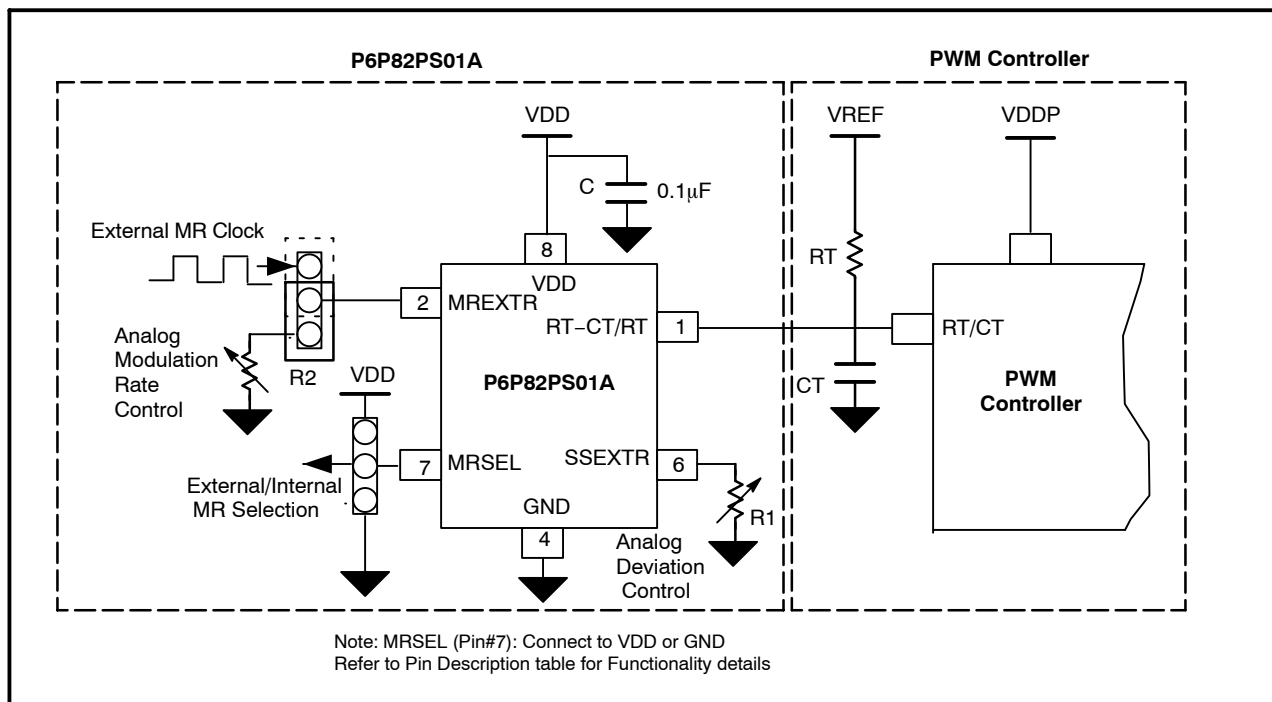 P6P82PS01A
PWM Controller
VDD
VREF
VDDP
C
0.1μF
External MR Clock
8
VDD
RT
2
MREXTR
RT−CT/RT
1
RT/CT
Analog
Modulation
Rate
Control
R2
VDD
P6P82PS01A
CT
PWM
Controller
7
MRSEL
SSEXTR
6
External/Internal
MR Selection
GND
R1
4
Analog
Deviation
Control
Note: MRSEL (Pin#7): Connect to VDD or GND
Refer to Pin Description table for Functionality details